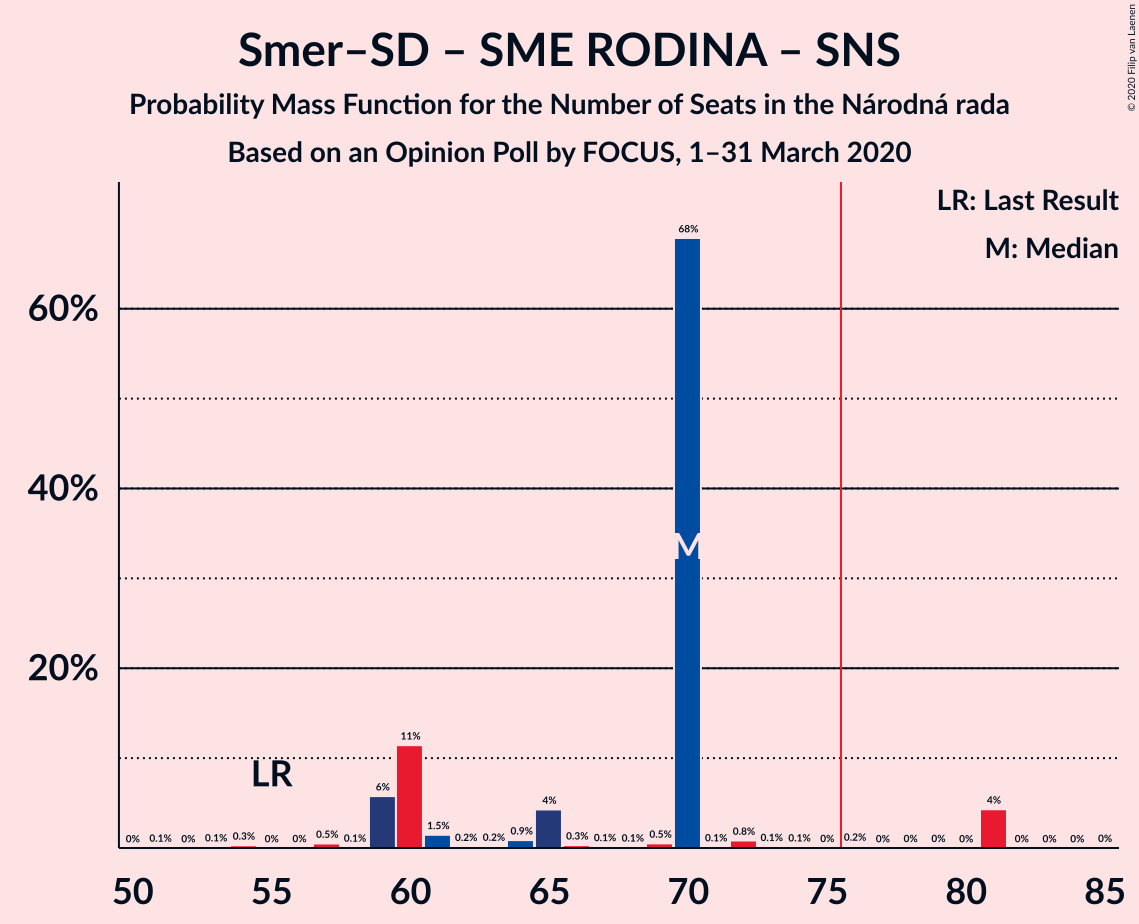 Smer–SD – SME RODINA – SNS
Probability Mass Function for the Number of Seats in the Národná rada
Based on an Opinion Poll by FOCUS, 1–31 March 2020
© 2020 Filip van Laenen
LR: Last Result
M: Median
60%
40%
20%
68%
M
LR
0% 0.1% 0% 0.1% 0.3% 0% 0% 0.5% 0.1% 6% 11% 1.5% 0.2% 0.2% 0.9% 4% 0.3% 0.1% 0.1% 0.5% 0.1% 0.8% 0.1% 0.1% 0% 0.2% 0% 0% 0% 0% 4% 0% 0% 0% 0%
50 55 60 65 70 75 80 85